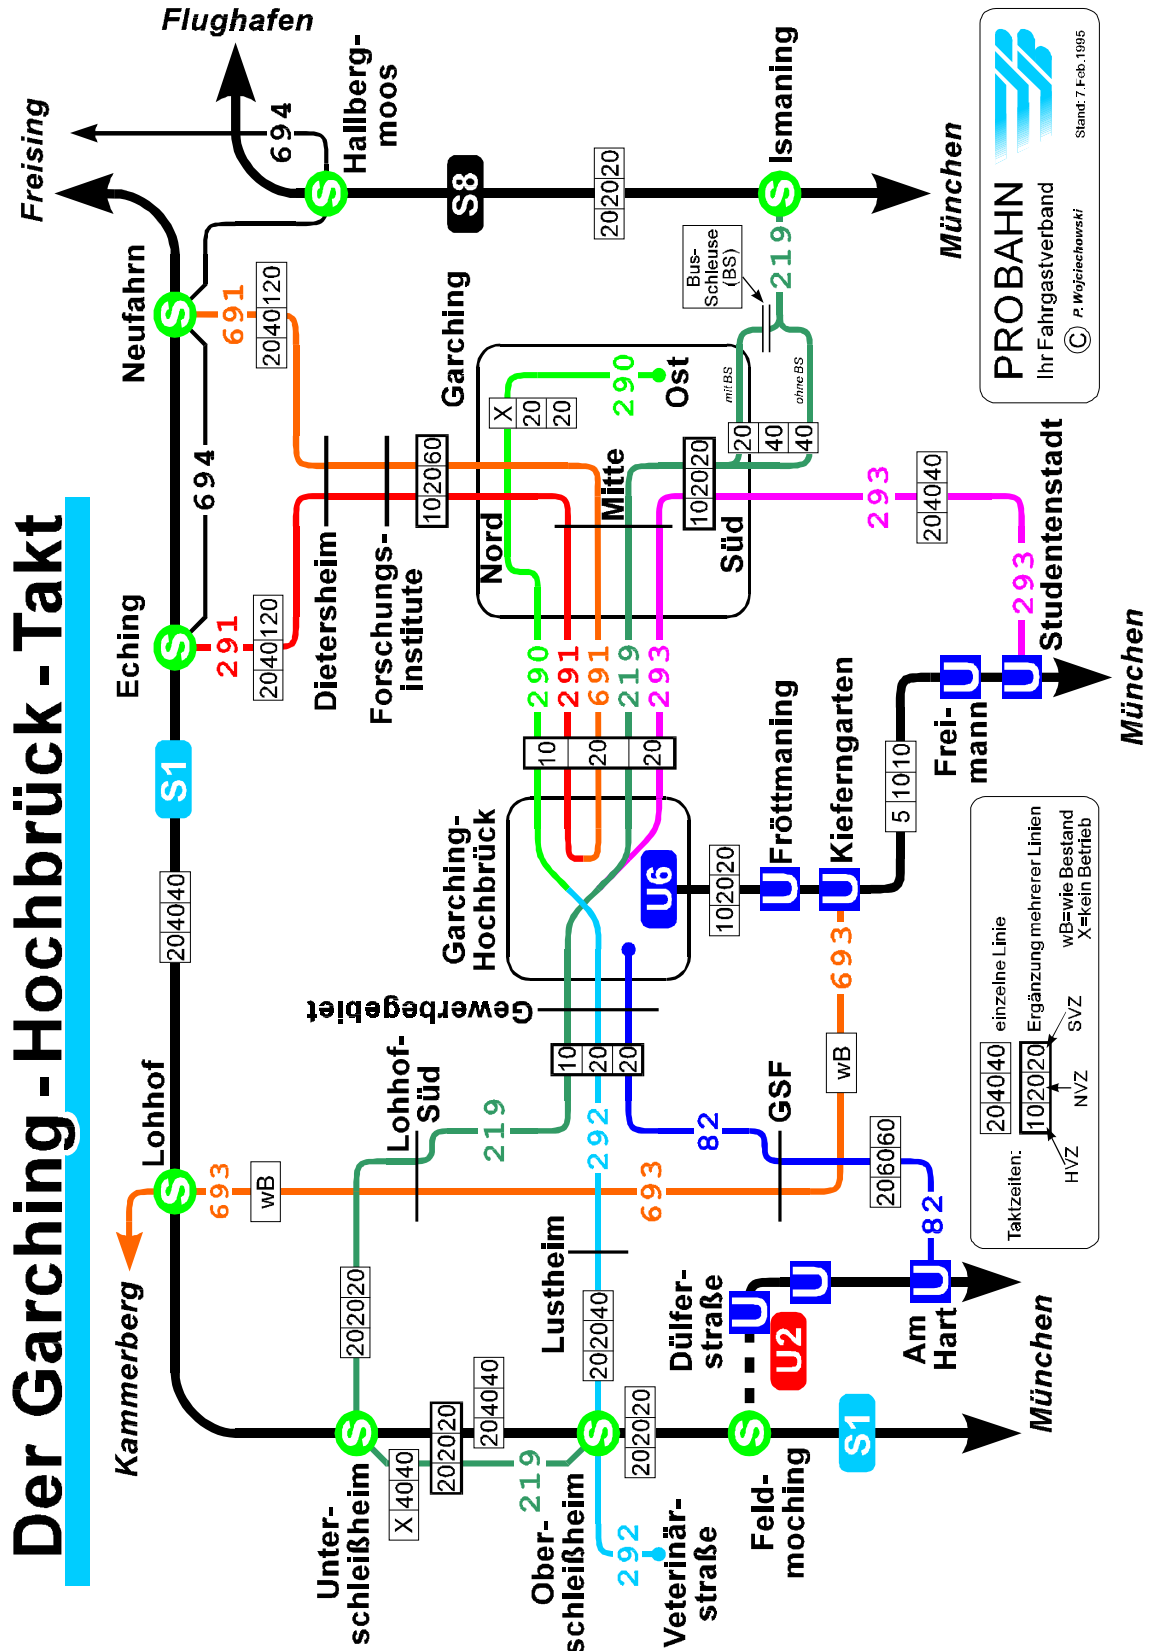 Der Garching - Hochbrück - Takt
Kammerberg
Lohhof
S
693
wB
20 40 40
S1
Eching
S
291
20 40 120
694
Neufahrn
S
691
20 40 120
Freising
Flughafen
694
S
Hallberg-
moos
S8
20 20 20
S
Ismaning
München
219
Bus-
Schleuse
(BS)
mit BS
ohne BS
20
40
40
Dietersheim
Forschungs-
institute
10 20 60
Garching
Nord
X
20
20
290
Ost
Mitte
Süd
10 20 20
293
20 40 40
293
Studentenstadt
290
291
691
219
293
10
20
20
Garching-
Hochbrück
U6
10 20 20
U
Fröttmaning
U
Kieferngarten
5 10 10
Frei-
mann
U
U
München
693
wB
Gewerbegebiet
10
20
20
Lohhof-
Süd
219
292
82
693
GSF
20 60 60
82
Lustheim
20 20 20
20 20 40
Unter-
schleißheim
S
X 40 40
20 20 20
20 40 40
219
Ober-
schleißheim
S
20 20 20
292
Veterinär-
straße
Feld-
moching
S
S1
Dülfer-
straße
U
U2
U
Am
Hart
U
München
Taktzeiten:
20 40 40
einzelne Linie
10 20 20
Ergänzung mehrerer Linien
HVZ
NVZ
SVZ
wB=wie Bestand
X=kein Betrieb
PROBAHN
Ihr Fahrgastverband
© P. Wojciechowski
Stand: 7.Feb.1995